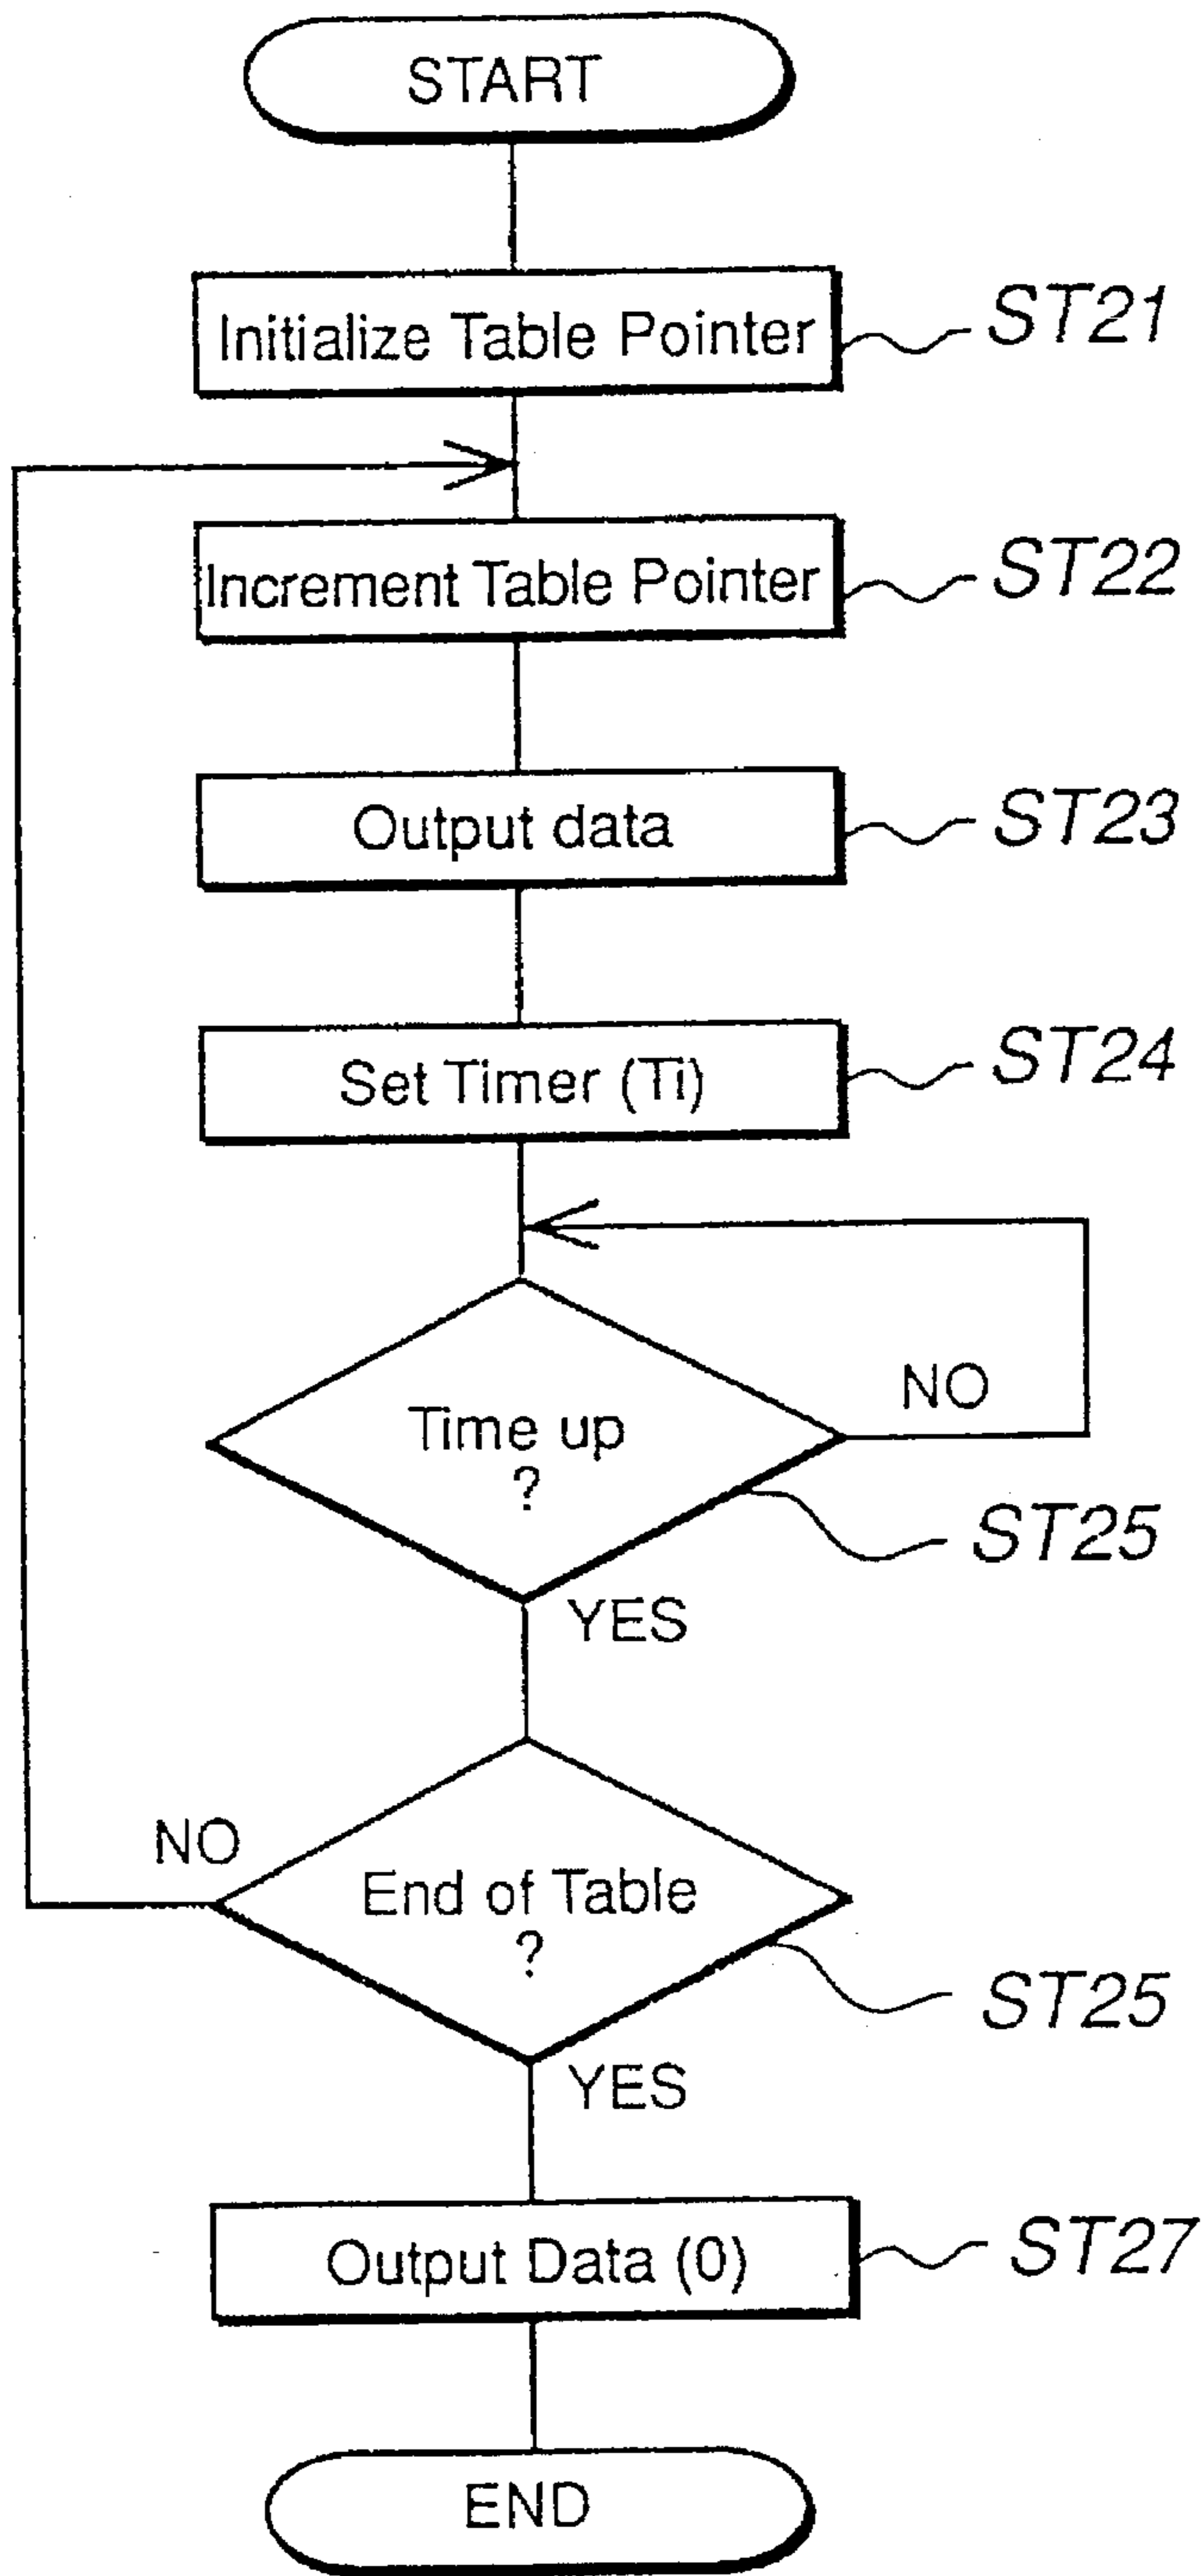 START
Initialize Table Pointer
ST21
Increment Table Pointer
ST22
Output data
ST23
Set Timer (Ti)
ST24
Time up
?
NO
ST25
YES
NO
End of Table
?
ST25
YES
Output Data (0)
ST27
END